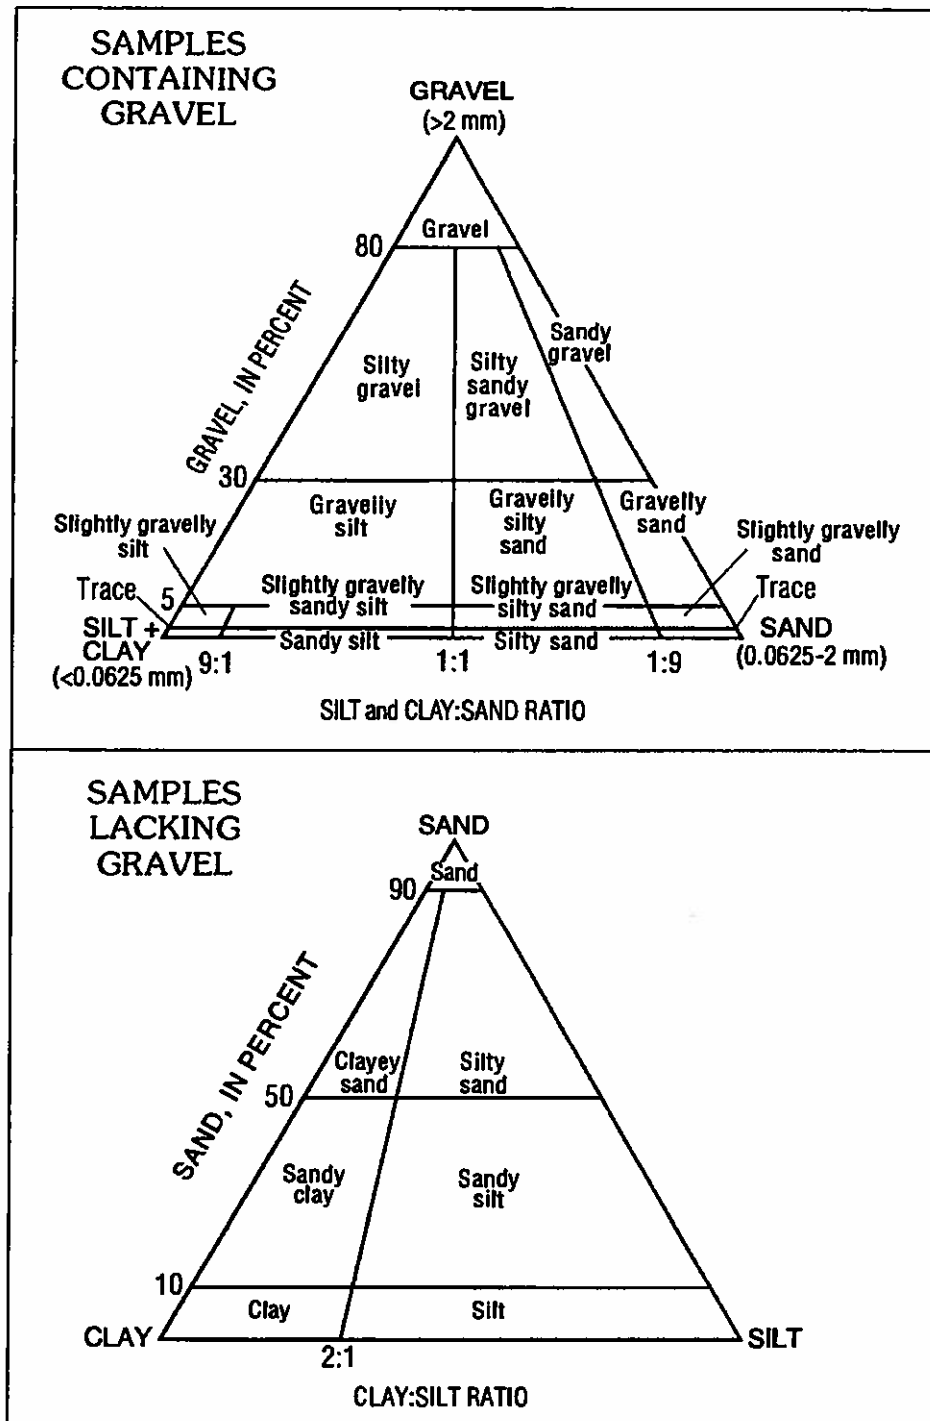 SAMPLES
CONTAINING
GRAVEL
GRAVEL
(>2 mm)
Gravel
80
GRAVEL, IN PERCENT
Sandy
gravel
Silty
gravel
Silty
sandy
gravel
30
Gravelly
silt
Gravelly
silty
sand
Gravelly
sand
Slightly gravelly
silt
Slightly gravelly
sand
Trace
5
Slightly gravelly
sandy silt
Slightly gravelly
silty sand
Trace
SILT +
CLAY
(<0.0625 mm)
Sandy silt
Silty sand
SAND
(0.0625-2 mm)
9:1
1:1
1:9
SILT and CLAY:SAND RATIO
SAMPLES
LACKING
GRAVEL
SAND
Sand
90
SAND, IN PERCENT
Clayey
sand
Silty
sand
50
Sandy
clay
Sandy
silt
10
Clay
Silt
CLAY
SILT
2:1
CLAY:SILT RATIO